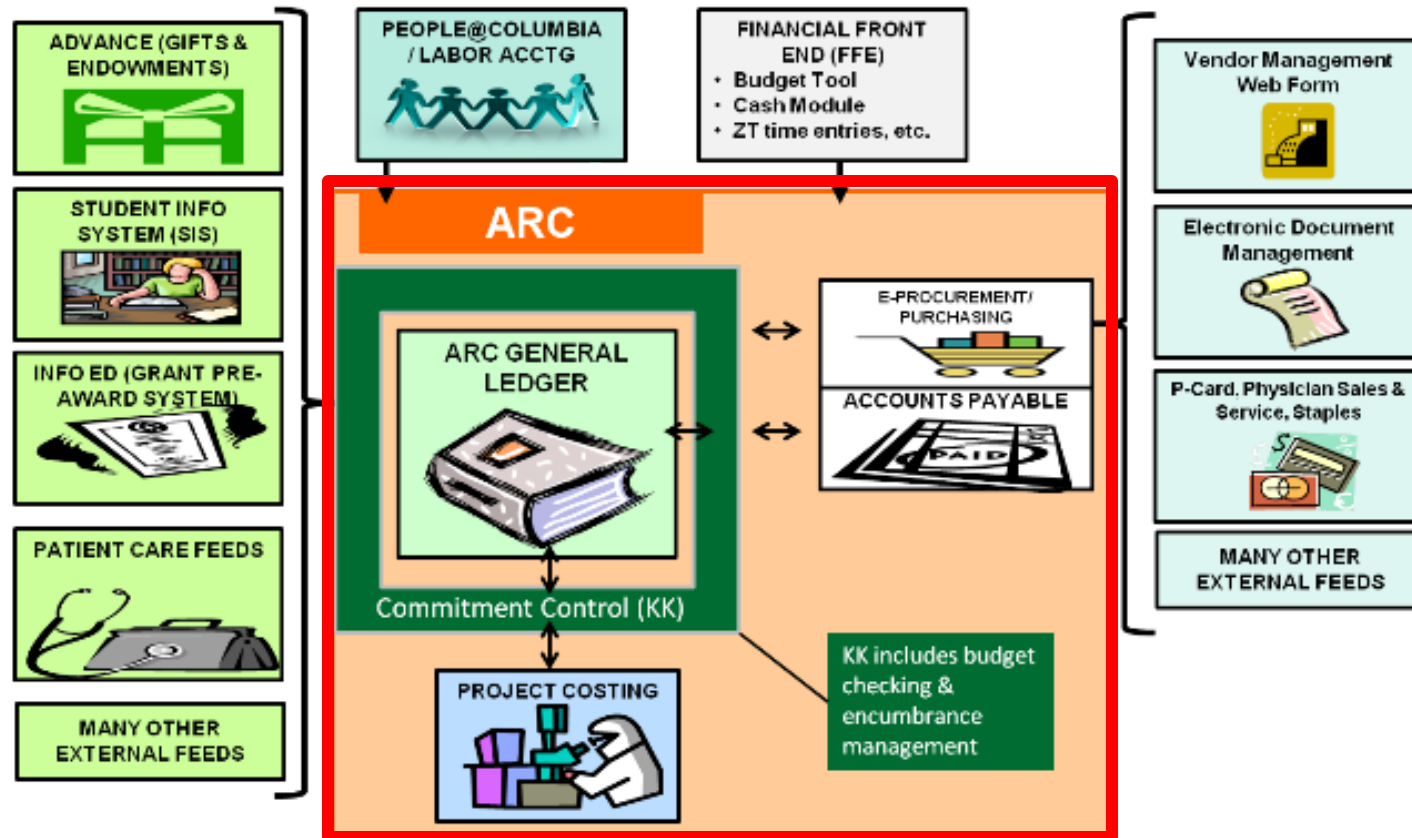 ADVANCE (GIFTS &
ENDOWMENTS)
STUDENT INFO
SYSTEM (SIS)
INFO ED (GRANT PRE-
AWARD SYSTEM)
PATIENT CARE FEEDS
MANY OTHER
EXTERNAL FEEDS
PEOPLE@COLUMBIA
/ LABOR ACCTG
FINANCIAL FRONT
END (FFE)
• Budget Tool
• Cash Module
• ZT time entries, etc.
ARC
ARC GENERAL
LEDGER
Commitment Control (KK)
PROJECT COSTING
E-PROCUREMENT/
PURCHASING
ACCOUNTS PAYABLE
PAID
KK includes budget
checking &
encumbrance
management
Vendor Management
Web Form
Electronic Document
Management
P-Card, Physician Sales &
Service, Staples
$
MANY OTHER
EXTERNAL FEEDS